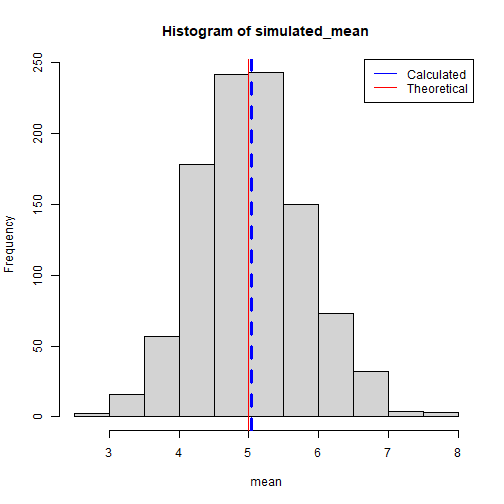 Histogram of simulated_mean
Calculated
Theoretical
250
200
150
100
50
0
Frequency
3 4 5 6 7 8
mean